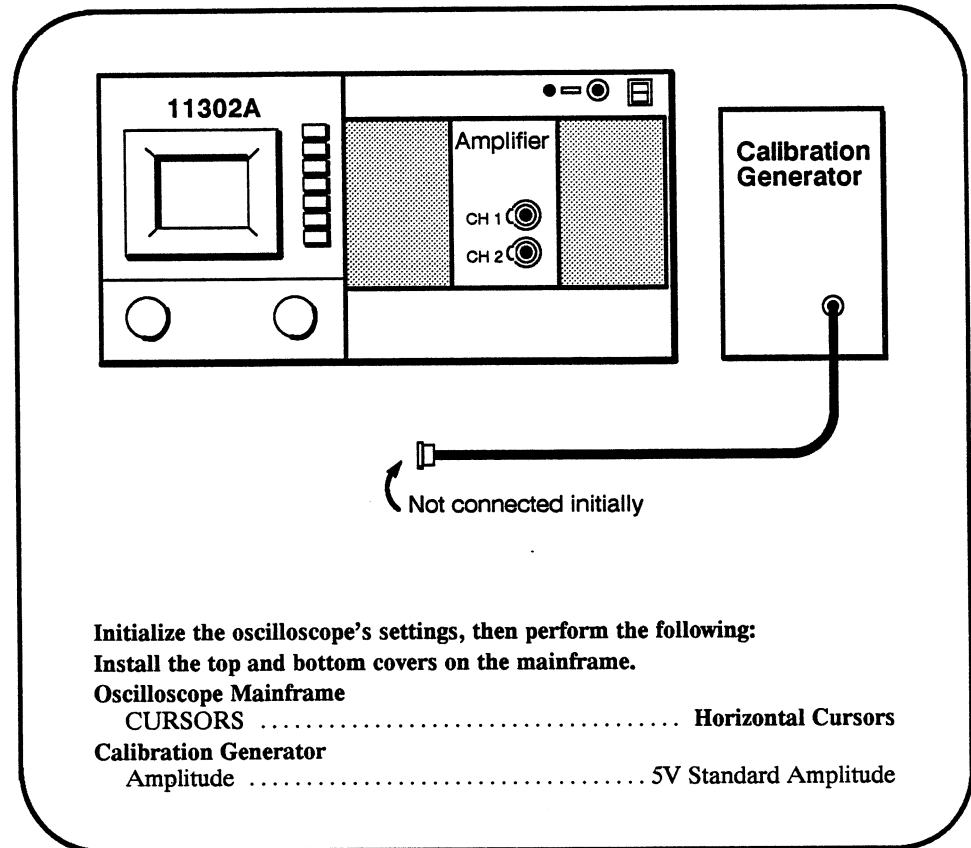 11302A
Amplifier
CH 1
CH 2
Calibration
Generator
Not connected initially
Initialize the oscilloscope's settings, then perform the following:
Install the top and bottom covers on the mainframe.
Oscilloscope Mainframe
CURSORS ................................... Horizontal Cursors
Calibration Generator
Amplitude ................................. 5V Standard Amplitude